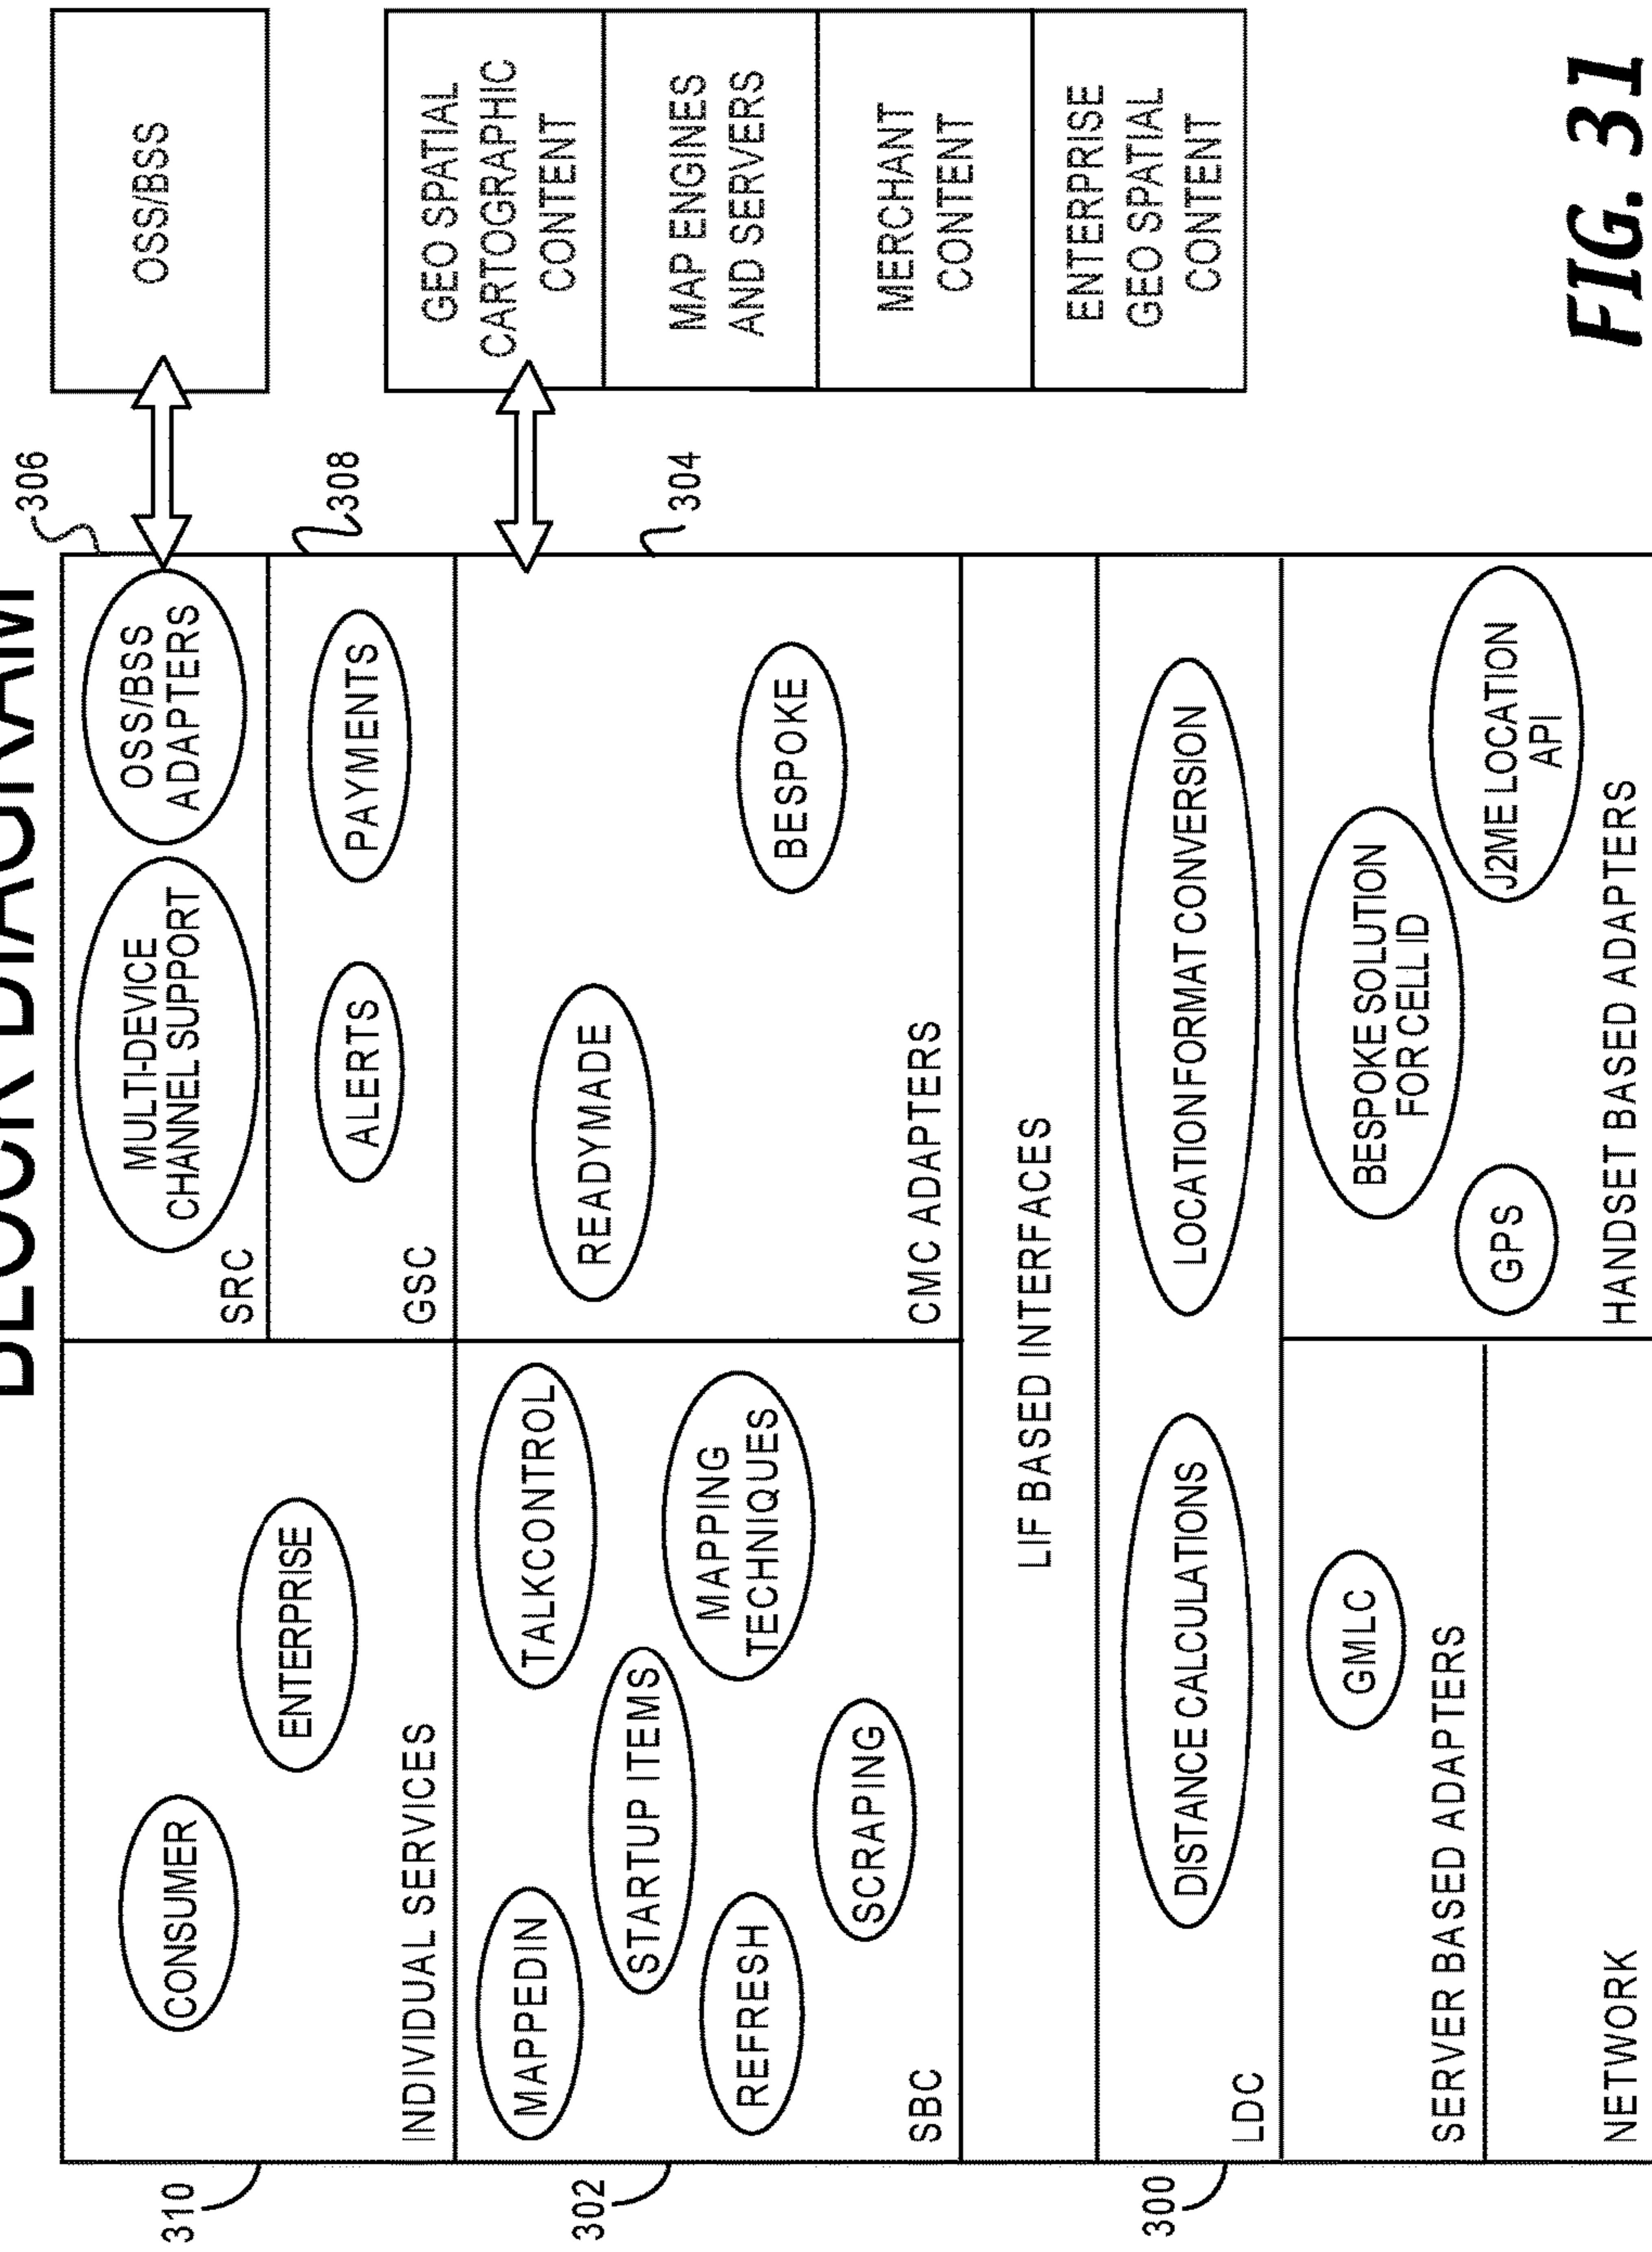 BLOCK DIAGRAM
310
CONSUMER
ENTERPRISE
INDIVIDUAL SERVICES
306
MULTI-DEVICE
CHANNEL SUPPORT
OSS/BSS
ADAPTERS
SRC
OSS/BSS
308
ALERTS
PAYMENTS
GSC
302
MAPPEDIN
TALKCONTROL
STARTUP ITEMS
REFRESH
MAPPING
TECHNIQUES
SCRAPING
SBC
304
READYMADE
BESPOKE
CMC ADAPTERS
GEO SPATIAL
CARTOGRAPHIC
CONTENT
MAP ENGINES
AND SERVERS
MERCHANT
CONTENT
ENTERPRISE
GEO SPATIAL
CONTENT
LIF BASED INTERFACES
300
DISTANCE CALCULATIONS
LOCATION FORMAT CONVERSION
LDC
GMLC
SERVER BASED ADAPTERS
NETWORK
BESPOKE SOLUTION
FOR CELL ID
GPS
J2ME LOCATION
API
HANDSET BASED ADAPTERS
FIG. 31